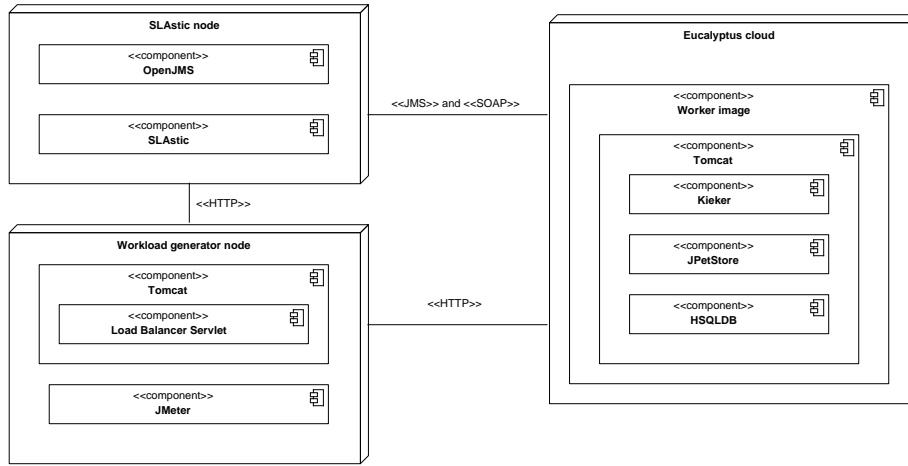 SLAstic node
<<component>>
OpenJMS
<<component>>
SLAstic
<<HTTP>>
Workload generator node
<<component>>
Tomcat
<<component>>
Load Balancer Servlet
<<component>>
JMeter
<<JMS>> and <<SOAP>>
<<HTTP>>
Eucalyptus cloud
<<component>>
Worker image
<<component>>
Tomcat
<<component>>
Kieker
<<component>>
JPetStore
<<component>>
HSQLDB